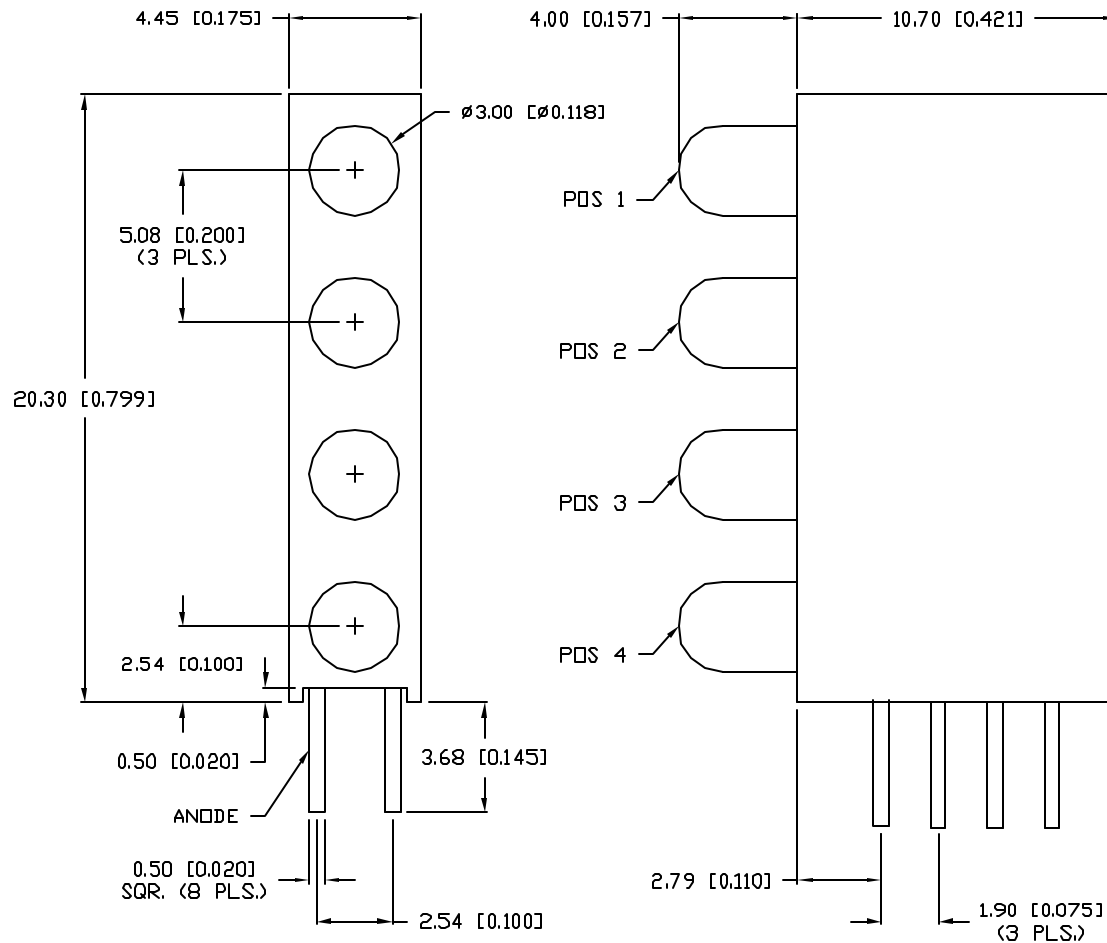 4.45 [0.175]
4.00 [0.157]
10.70 [0.421]
ø3.00 [ø0.118]
POS 1
5.08 [0.200]
(3 PLS.)
POS 2
20.30 [0.799]
POS 3
2.54 [0.100]
POS 4
0.50 [0.020]
3.68 [0.145]
ANODE
0.50 [0.020]
SQR. (8 PLS.)
2.79 [0.110]
2.54 [0.100]
1.90 [0.075]
(3 PLS.)